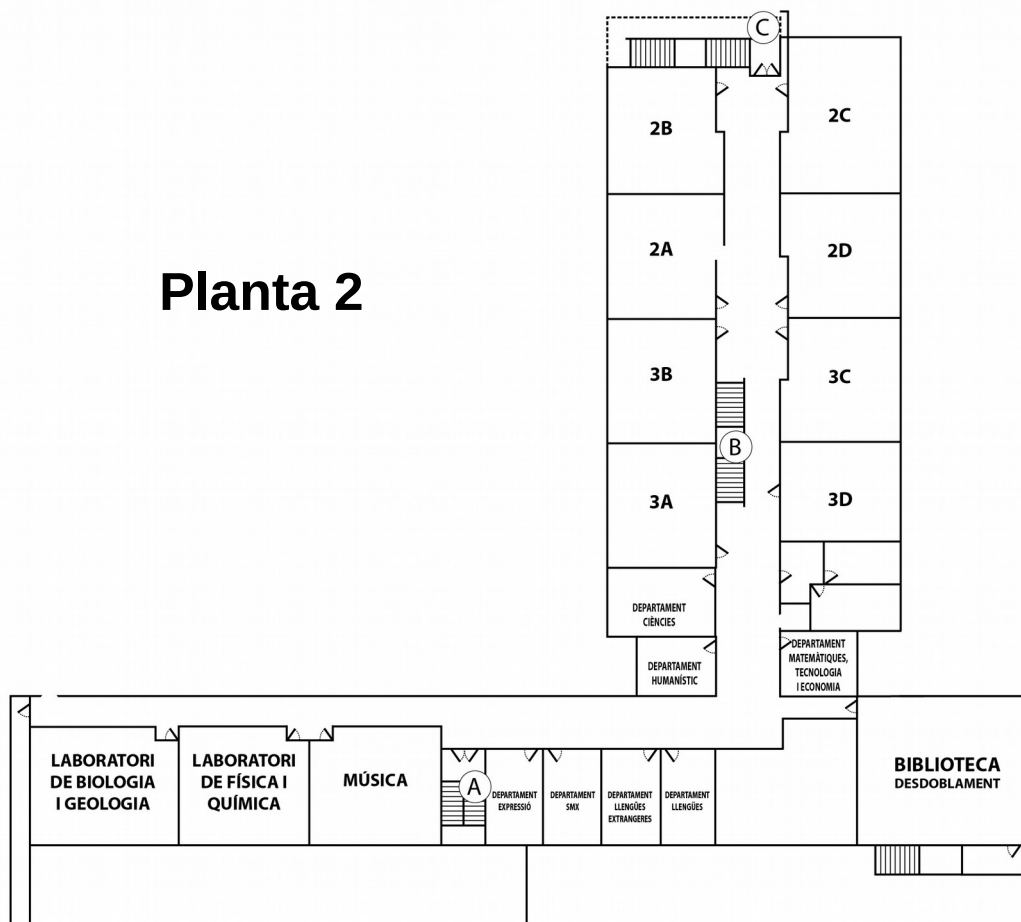 C
2B
2C
2A
2D
Planta 2
3B
3C
B
3A
3D
DEPARTAMENT
CIÈNCIES
DEPARTAMENT
HUMANÍSTIC
DEPARTAMENT
MATEMÀTIQUES,
TECNOLOGIA
I ECONOMIA
LABORATORI
DE BIOLOGIA
I GEOLOGIA
LABORATORI
DE FÍSICA I
QUÍMICA
MÚSICA
A
DEPARTAMENT
EXPRESSIÓ
DEPARTAMENT
SMX
DEPARTAMENT
LLENGÜES
EXTRANGERES
DEPARTAMENT
LLENGÜES
BIBLIOTECA
DESDOBLAMENT